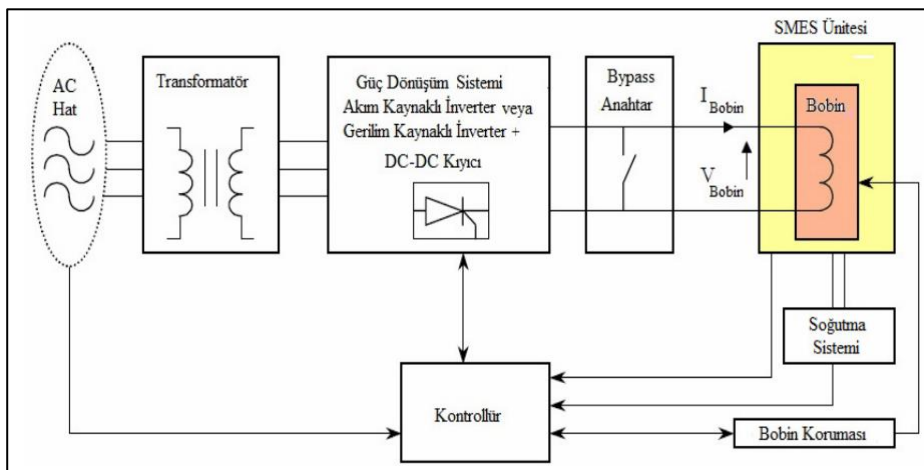 SMES Ünitesi
AC
Hat
Transformatör
Güç Dönüşüm Sistemi
Akım Kaynaklı İnverter veya
Gerilim Kaynaklı İnverter +
DC-DC Kıyıcı
Bypass
Anahtar
I Bobin
V Bobin
Bobin
Soğutma
Sistemi
Kontrollür
Bobin Koruması